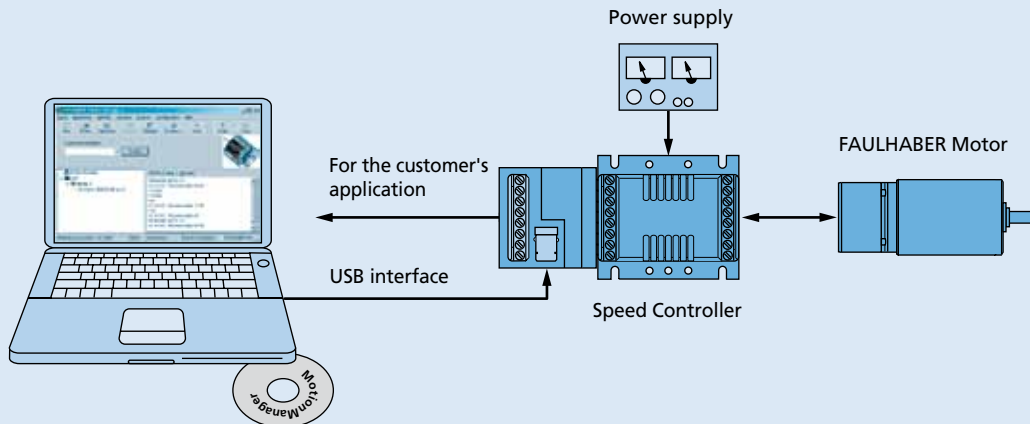 Power supply
FAULHABER Motor
For the customer's
application
USB interface
Speed Controller
MotionManager